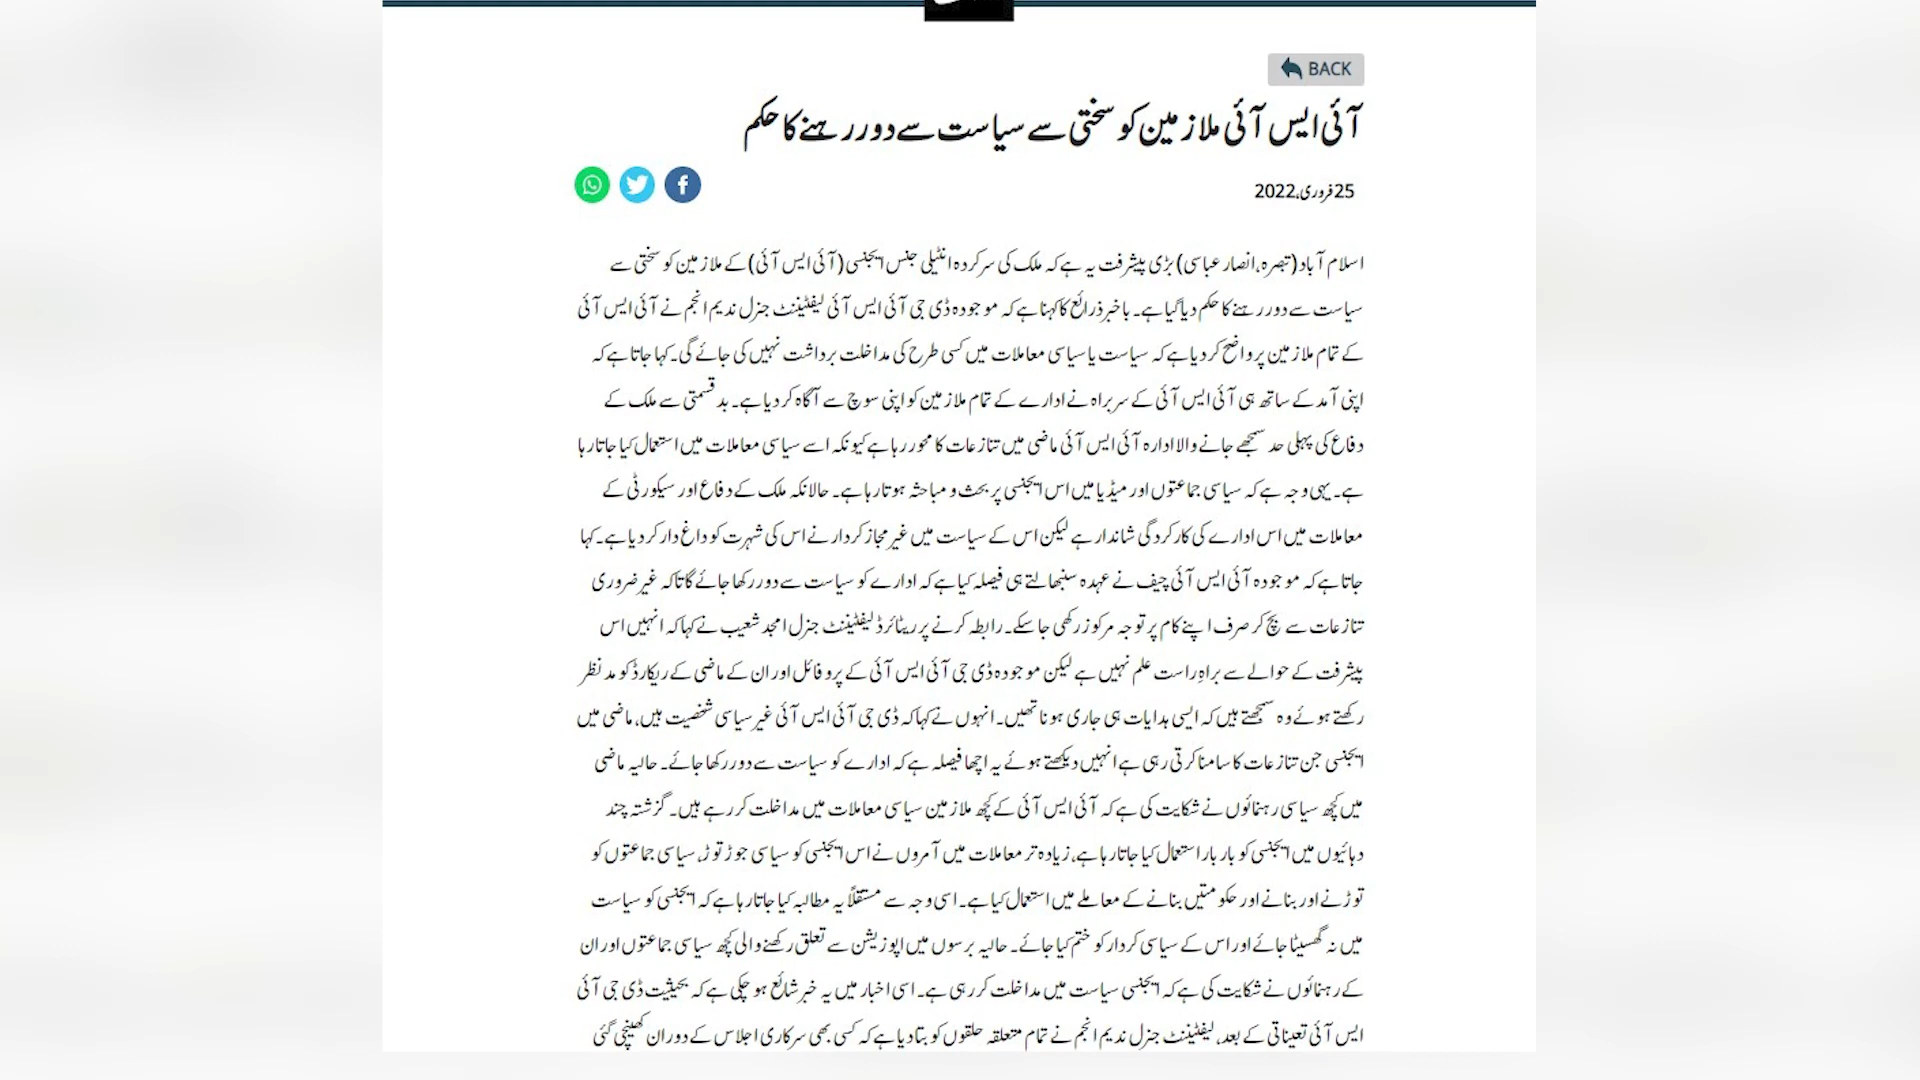 BACK
آئی ایس آئی ملازمین کو سختی سے سیاست سے دور رہنے کا حکم
25 فروری، 2022
اسلام آباد (تبصرہ، انصار عباسی) بڑی پیشرفت یہ ہے کہ ملک کی سرکردہ انٹیلی جنس ایجنسی (آئی ایس آئی) کے ملازمین کو سختی سے
سیاست سے دور رہنے کا حکم دیا گیا ہے۔ باخبر ذرائع کا کہنا ہے کہ موجودہ ڈی جی آئی ایس آئی لیفٹیننٹ جنرل ندیم انجم نے آئی ایس آئی
کے تمام ملازمین پر واضح کر دیا ہے کہ سیاست یا سیاسی معاملات میں کسی طرح کی مداخلت برداشت نہیں کی جائے گی۔ کہا جاتا ہے کہ
اپنی آمد کے ساتھ ہی آئی ایس آئی کے سربراہ نے ادارے کے تمام ملازمین کو اپنی سوچ سے آگاہ کر دیا ہے۔ بدقسمتی سے ملک کے
دفاع کی پہلی حد سمجھے جانے والا ادارہ آئی ایس آئی ماضی میں تنازعات کا محور رہا ہے کیونکہ اسے سیاسی معاملات میں استعمال کیا جاتا رہا
ہے۔ یہی وجہ ہے کہ سیاسی جماعتوں اور میڈیا میں اس ایجنسی پر بحث و مباحثہ ہوتا رہا ہے۔ حالانکہ ملک کے دفاع اور سیکورٹی کے
معاملات میں اس ادارے کی کارکردگی شاندار ہے لیکن اس کے سیاست میں غیر مجاز کردار نے اس کی شہرت کو داغ دار کر دیا ہے۔ کہا
جاتا ہے کہ موجودہ آئی ایس آئی چیف نے عہدہ سنبھالتے ہی فیصلہ کیا ہے کہ ادارے کو سیاست سے دور رکھا جائے گا تاکہ غیر ضروری
تنازعات سے بچ کر صرف اپنے کام پر توجہ مرکوز رکھی جا سکے۔ رابطہ کرنے پر ریٹائرڈ لیفٹیننٹ جنرل امجد شعیب نے کہا کہ انہیں اس
پیشرفت کے حوالے سے براہِ راست علم نہیں ہے لیکن موجودہ ڈی جی آئی ایس آئی کے پروفائل اور ان کے ماضی کے ریکارڈ کو مد نظر
رکھتے ہوئے وہ سمجھتے ہیں کہ ایسی ہدایات ہی جاری ہونا تھیں۔ انہوں نے کہا کہ ڈی جی آئی ایس آئی غیر سیاسی شخصیت ہیں، ماضی میں
ایجنسی جن تنازعات کا سامنا کرتی رہی ہے انہیں دیکھتے ہوئے یہ اچھا فیصلہ ہے کہ ادارے کو سیاست سے دور رکھا جائے۔ حالیہ ماضی
میں کچھ سیاسی رہنمائوں نے شکایت کی ہے کہ آئی ایس آئی کے کچھ ملازمین سیاسی معاملات میں مداخلت کر رہے ہیں۔ گزشتہ چند
دہائیوں میں ایجنسی کو بار بار استعمال کیا جاتا رہا ہے، زیادہ تر معاملات میں آمروں نے اس ایجنسی کو سیاسی جوڑ توڑ، سیاسی جماعتوں کو
توڑنے اور بنانے اور حکومتیں بنانے کے معاملے میں استعمال کیا ہے۔ اسی وجہ سے مستقلاً یہ مطالبہ کیا جاتا رہا ہے کہ ایجنسی کو سیاست
میں نہ گھسیٹا جائے اور اس کے سیاسی کردار کو ختم کیا جائے۔ حالیہ برسوں میں اپوزیشن سے تعلق رکھنے والی کچھ سیاسی جماعتوں اور ان
کے رہنمائوں نے شکایت کی ہے کہ ایجنسی سیاست میں مداخلت کر رہی ہے۔ اسی اخبار میں یہ خبر شائع ہو چکی ہے کہ بحیثیت ڈی جی آئی
ایس آئی تعیناتی کے بعد، لیفٹیننٹ جنرل ندیم انجم نے تمام متعلقہ حلقوں کو بتا دیا ہے کہ کسی بھی سرکاری اجلاس کے دوران کھینچی گئی